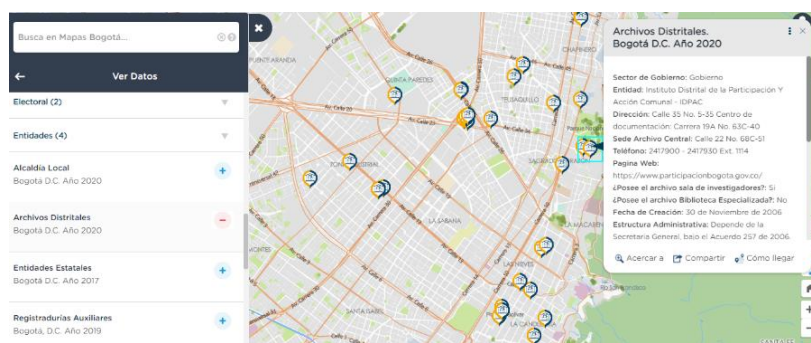 Busca en Mapas Bogotá...
Ver Datos
Electoral (2)
Entidades (4)
Alcaldía Local
Bogotá D.C. Año 2020
Archivos Distritales
Bogotá D.C. Año 2020
Entidades Estatales
Bogotá D.C. Año 2017
Registradurías Auxiliares
Bogotá, D.C. Año 2019
PUENTE ARANDA
QUINTA PAREDES
TEUSAQUILLO
CHAPINERO
LA SABANA
LAS NIEVES
SANTA ISABEL
Archivos Distritales.
Bogotá D.C. Año 2020
Sector de Gobierno: Gobierno
Entidad: Instituto Distrital de la Participación Y
Acción Comunal - IDPAC
Dirección: Calle 35 No. 5-35 Centro de
documentación: Carrera 19A No. 63C-40
Sede Archivo Central: Calle 22 No. 68C-51
Teléfono: 2417900 - 2417930 Ext. 1114
Pagina Web:
https://www.participacionbogota.gov.co/
¿Posee el archivo sala de investigadores?: Si
¿Posee el archivo Biblioteca Especializada?: No
Fecha de Creación: 30 de Noviembre de 2006
Estructura Administrativa: Depende de la
Secretaria General, bajo el Acuerdo 257 de 2006.
Acercar a
Compartir
Cómo llegar